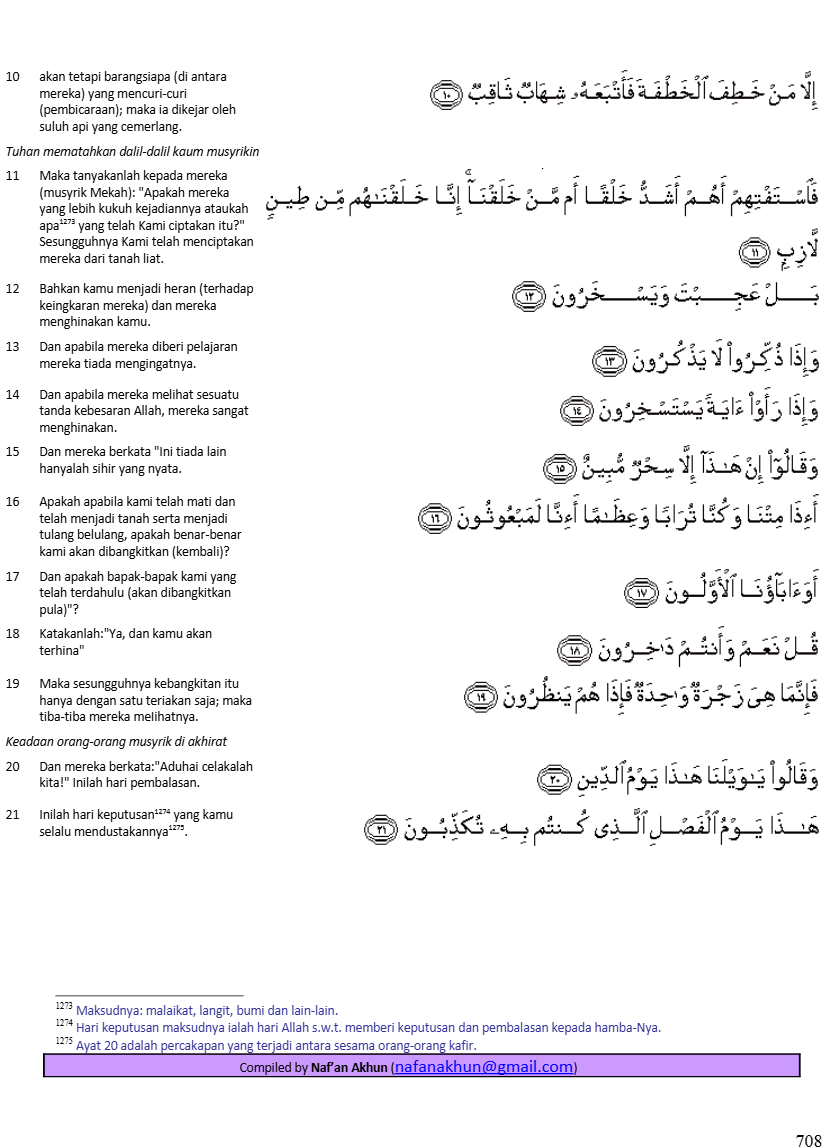 10 akan tetapi barangsiapa (di antara
mereka) yang mencuri-curi
(pembicaraan); maka ia dikejar oleh
suluh api yang cemerlang.
إِلَّا مَنْ خَطِفَ ٱلْخَطْفَةَ فَأَتْبَعَهُۥ شِهَابٌ ثَاقِبٌ ١٠
Tuhan mematahkan dalil-dalil kaum musyrikin
11 Maka tanyakanlah kepada mereka
(musyrik Mekah): "Apakah mereka
yang lebih kukuh kejadiannya ataukah
apa¹²⁷³ yang telah Kami ciptakan itu?"
Sesungguhnya Kami telah menciptakan
mereka dari tanah liat.
فَٱسْتَفْتِهِمْ أَهُمْ أَشَدُّ خَلْقًا أَم مَّنْ خَلَقْنَآ ۚ إِنَّا خَلَقْنَـٰهُم مِّن طِينٍ
لَّازِبٍۭ ١١
12 Bahkan kamu menjadi heran (terhadap
keingkaran mereka) dan mereka
menghinakan kamu.
بَلْ عَجِبْتَ وَيَسْخَرُونَ ١٢
13 Dan apabila mereka diberi pelajaran
mereka tiada mengingatnya.
وَإِذَا ذُكِّرُوا۟ لَا يَذْكُرُونَ ١٣
14 Dan apabila mereka melihat sesuatu
tanda kebesaran Allah, mereka sangat
menghinakan.
وَإِذَا رَأَوْا۟ ءَايَةً يَسْتَسْخِرُونَ ١٤
15 Dan mereka berkata "Ini tiada lain
hanyalah sihir yang nyata.
وَقَالُوٓا۟ إِنْ هَـٰذَآ إِلَّا سِحْرٌ مُّبِينٌ ١٥
16 Apakah apabila kami telah mati dan
telah menjadi tanah serta menjadi
tulang belulang, apakah benar-benar
kami akan dibangkitkan (kembali)?
أَءِذَا مِتْنَا وَكُنَّا تُرَابًا وَعِظَـٰمًا أَءِنَّا لَمَبْعُوثُونَ ١٦
17 Dan apakah bapak-bapak kami yang
telah terdahulu (akan dibangkitkan
pula)"?
أَوَءَابَآؤُنَا ٱلْأَوَّلُونَ ١٧
18 Katakanlah:"Ya, dan kamu akan
terhina"
قُلْ نَعَمْ وَأَنتُمْ دَٰخِرُونَ ١٨
19 Maka sesungguhnya kebangkitan itu
hanya dengan satu teriakan saja; maka
tiba-tiba mereka melihatnya.
فَإِنَّمَا هِىَ زَجْرَةٌ وَٰحِدَةٌ فَإِذَا هُمْ يَنظُرُونَ ١٩
Keadaan orang-orang musyrik di akhirat
20 Dan mereka berkata:"Aduhai celakalah
kita!" Inilah hari pembalasan.
وَقَالُوا۟ يَـٰوَيْلَنَا هَـٰذَا يَوْمُ ٱلدِّينِ ٢٠
21 Inilah hari keputusan¹²⁷⁴ yang kamu
selalu mendustakannya¹²⁷⁵.
هَـٰذَا يَوْمُ ٱلْفَصْلِ ٱلَّذِى كُنتُم بِهِۦ تُكَذِّبُونَ ٢١
¹²⁷³ Maksudnya: malaikat, langit, bumi dan lain-lain.
¹²⁷⁴ Hari keputusan maksudnya ialah hari Allah s.w.t. memberi keputusan dan pembalasan kepada hamba-Nya.
¹²⁷⁵ Ayat 20 adalah percakapan yang terjadi antara sesama orang-orang kafir.
Compiled by Naf'an Akhun (nafanakhun@gmail.com)
708